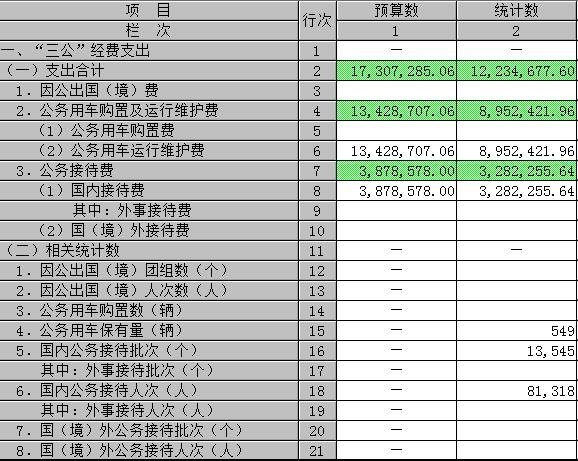 项　目 行次 预算数 统计数
栏　次 1 2
一、“三公”经费支出 1 — —
（一）支出合计 2 17,307,285.06 12,234,677.60
1．因公出国（境）费 3
2．公务用车购置及运行维护费 4 13,428,707.06 8,952,421.96
（1）公务用车购置费 5
（2）公务用车运行维护费 6 13,428,707.06 8,952,421.96
3．公务接待费 7 3,878,578.00 3,282,255.64
（1）国内接待费 8 3,878,578.00 3,282,255.64
其中：外事接待费 9
（2）国（境）外接待费 10
（二）相关统计数 11 — —
1．因公出国（境）团组数（个） 12 —
2．因公出国（境）人次数（人） 13 —
3．公务用车购置数（辆） 14 —
4．公务用车保有量（辆） 15 — 549
5．国内公务接待批次（个） 16 — 13,545
其中：外事接待批次（个） 17 —
6．国内公务接待人次（人） 18 — 81,318
其中：外事接待人次（人） 19 —
7．国（境）外公务接待批次（个） 20 —
8．国（境）外公务接待人次（人） 21 —